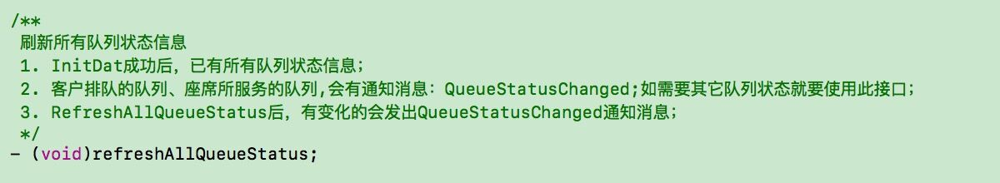 /**
刷新所有队列状态信息
1. InitDat成功后，已有所有队列状态信息；
2. 客户排队的队列、座席所服务的队列,会有通知消息：QueueStatusChanged;如需要其它队列状态就要使用此接口；
3. RefreshAllQueueStatus后，有变化的会发出QueueStatusChanged通知消息；
*/
- (void)refreshAllQueueStatus;